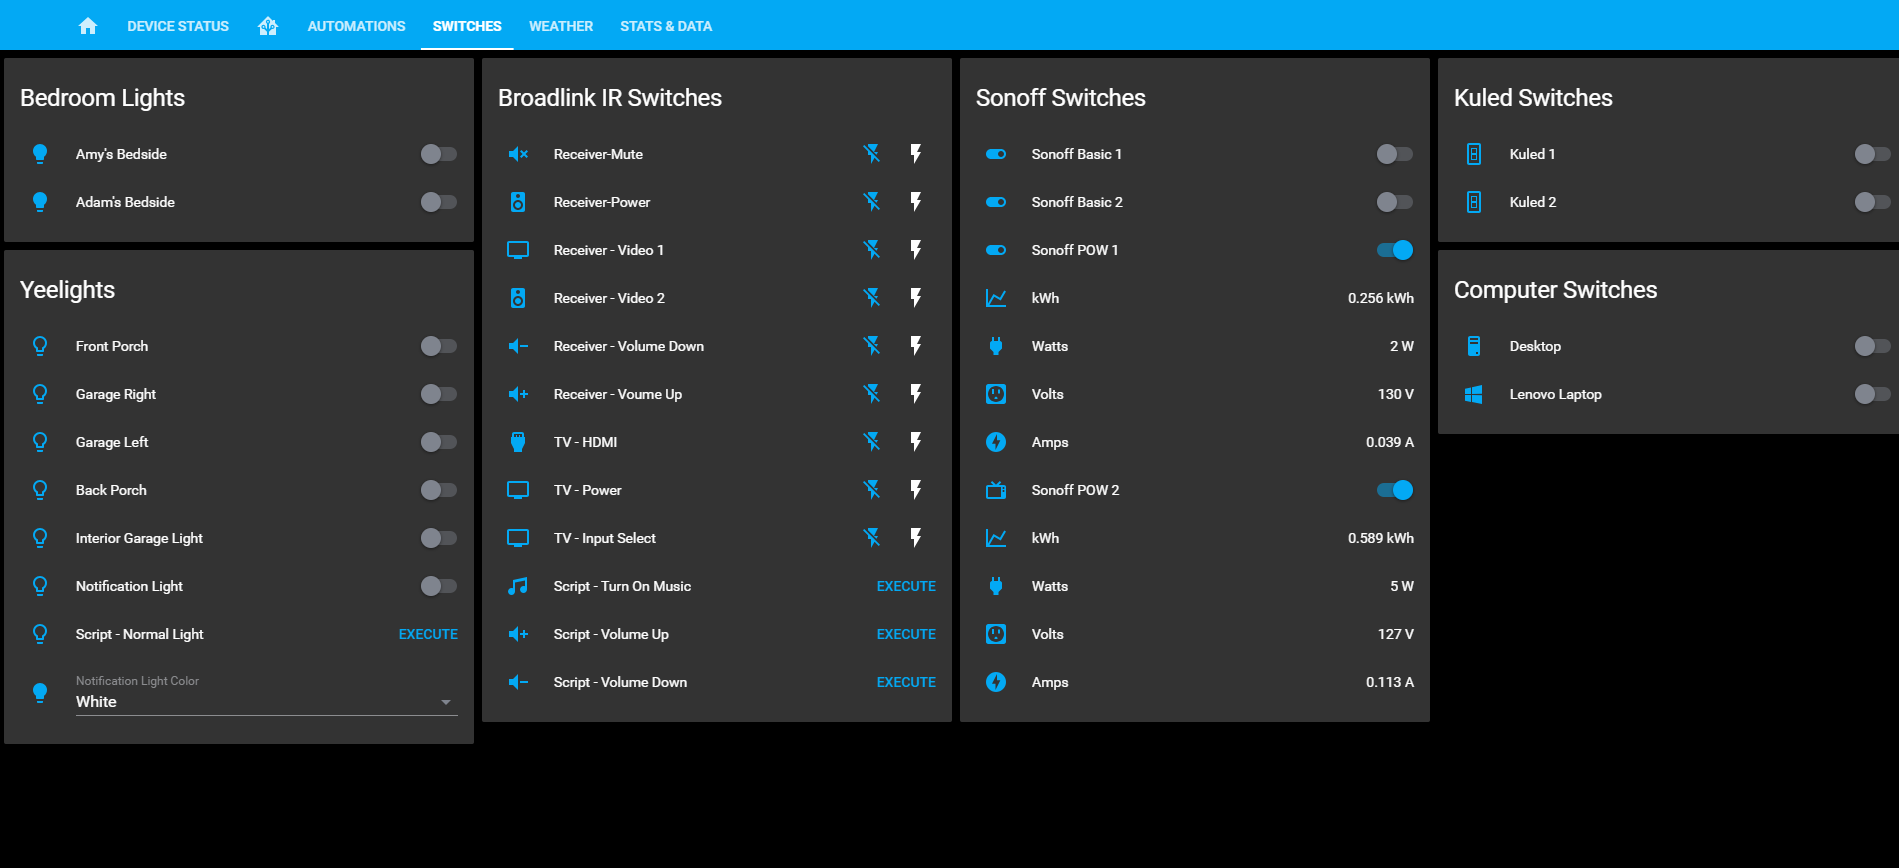 DEVICE STATUS
AUTOMATIONS
SWITCHES
WEATHER
STATS & DATA
Bedroom Lights
Amy's Bedside
Adam's Bedside
Yeelights
Front Porch
Garage Right
Garage Left
Back Porch
Interior Garage Light
Notification Light
Script - Normal Light EXECUTE
Notification Light Color
White
Broadlink IR Switches
Receiver-Mute
Receiver-Power
Receiver - Video 1
Receiver - Video 2
Receiver - Volume Down
Receiver - Voume Up
TV - HDMI
TV - Power
TV - Input Select
Script - Turn On Music EXECUTE
Script - Volume Up EXECUTE
Script - Volume Down EXECUTE
Sonoff Switches
Sonoff Basic 1
Sonoff Basic 2
Sonoff POW 1
kWh 0.256 kWh
Watts 2 W
Volts 130 V
Amps 0.039 A
Sonoff POW 2
kWh 0.589 kWh
Watts 5 W
Volts 127 V
Amps 0.113 A
Kuled Switches
Kuled 1
Kuled 2
Computer Switches
Desktop
Lenovo Laptop